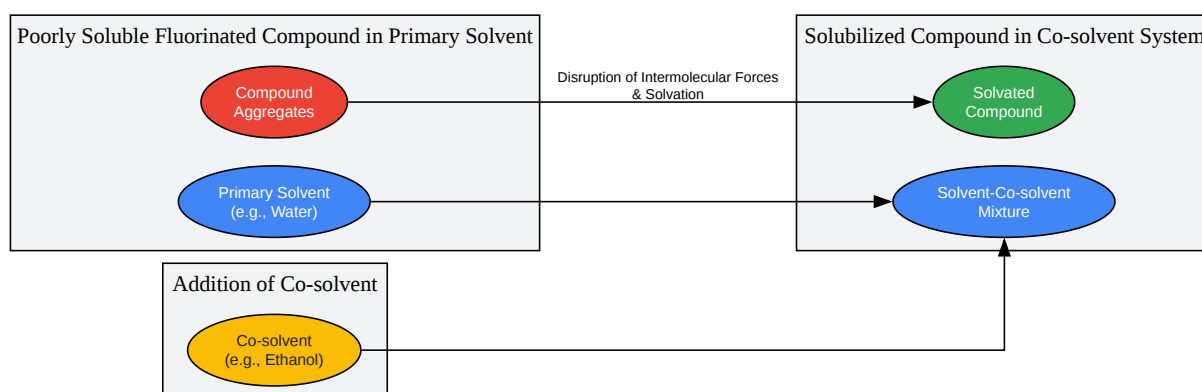 Poorly Soluble Fluorinated Compound in Primary Solvent
Compound
Aggregates
Primary Solvent
(e.g., Water)
Disruption of Intermolecular Forces
& Solvation
Solubilized Compound in Co-solvent System
Solvated
Compound
Solvent-Co-solvent
Mixture
Addition of Co-solvent
Co-solvent
(e.g., Ethanol)